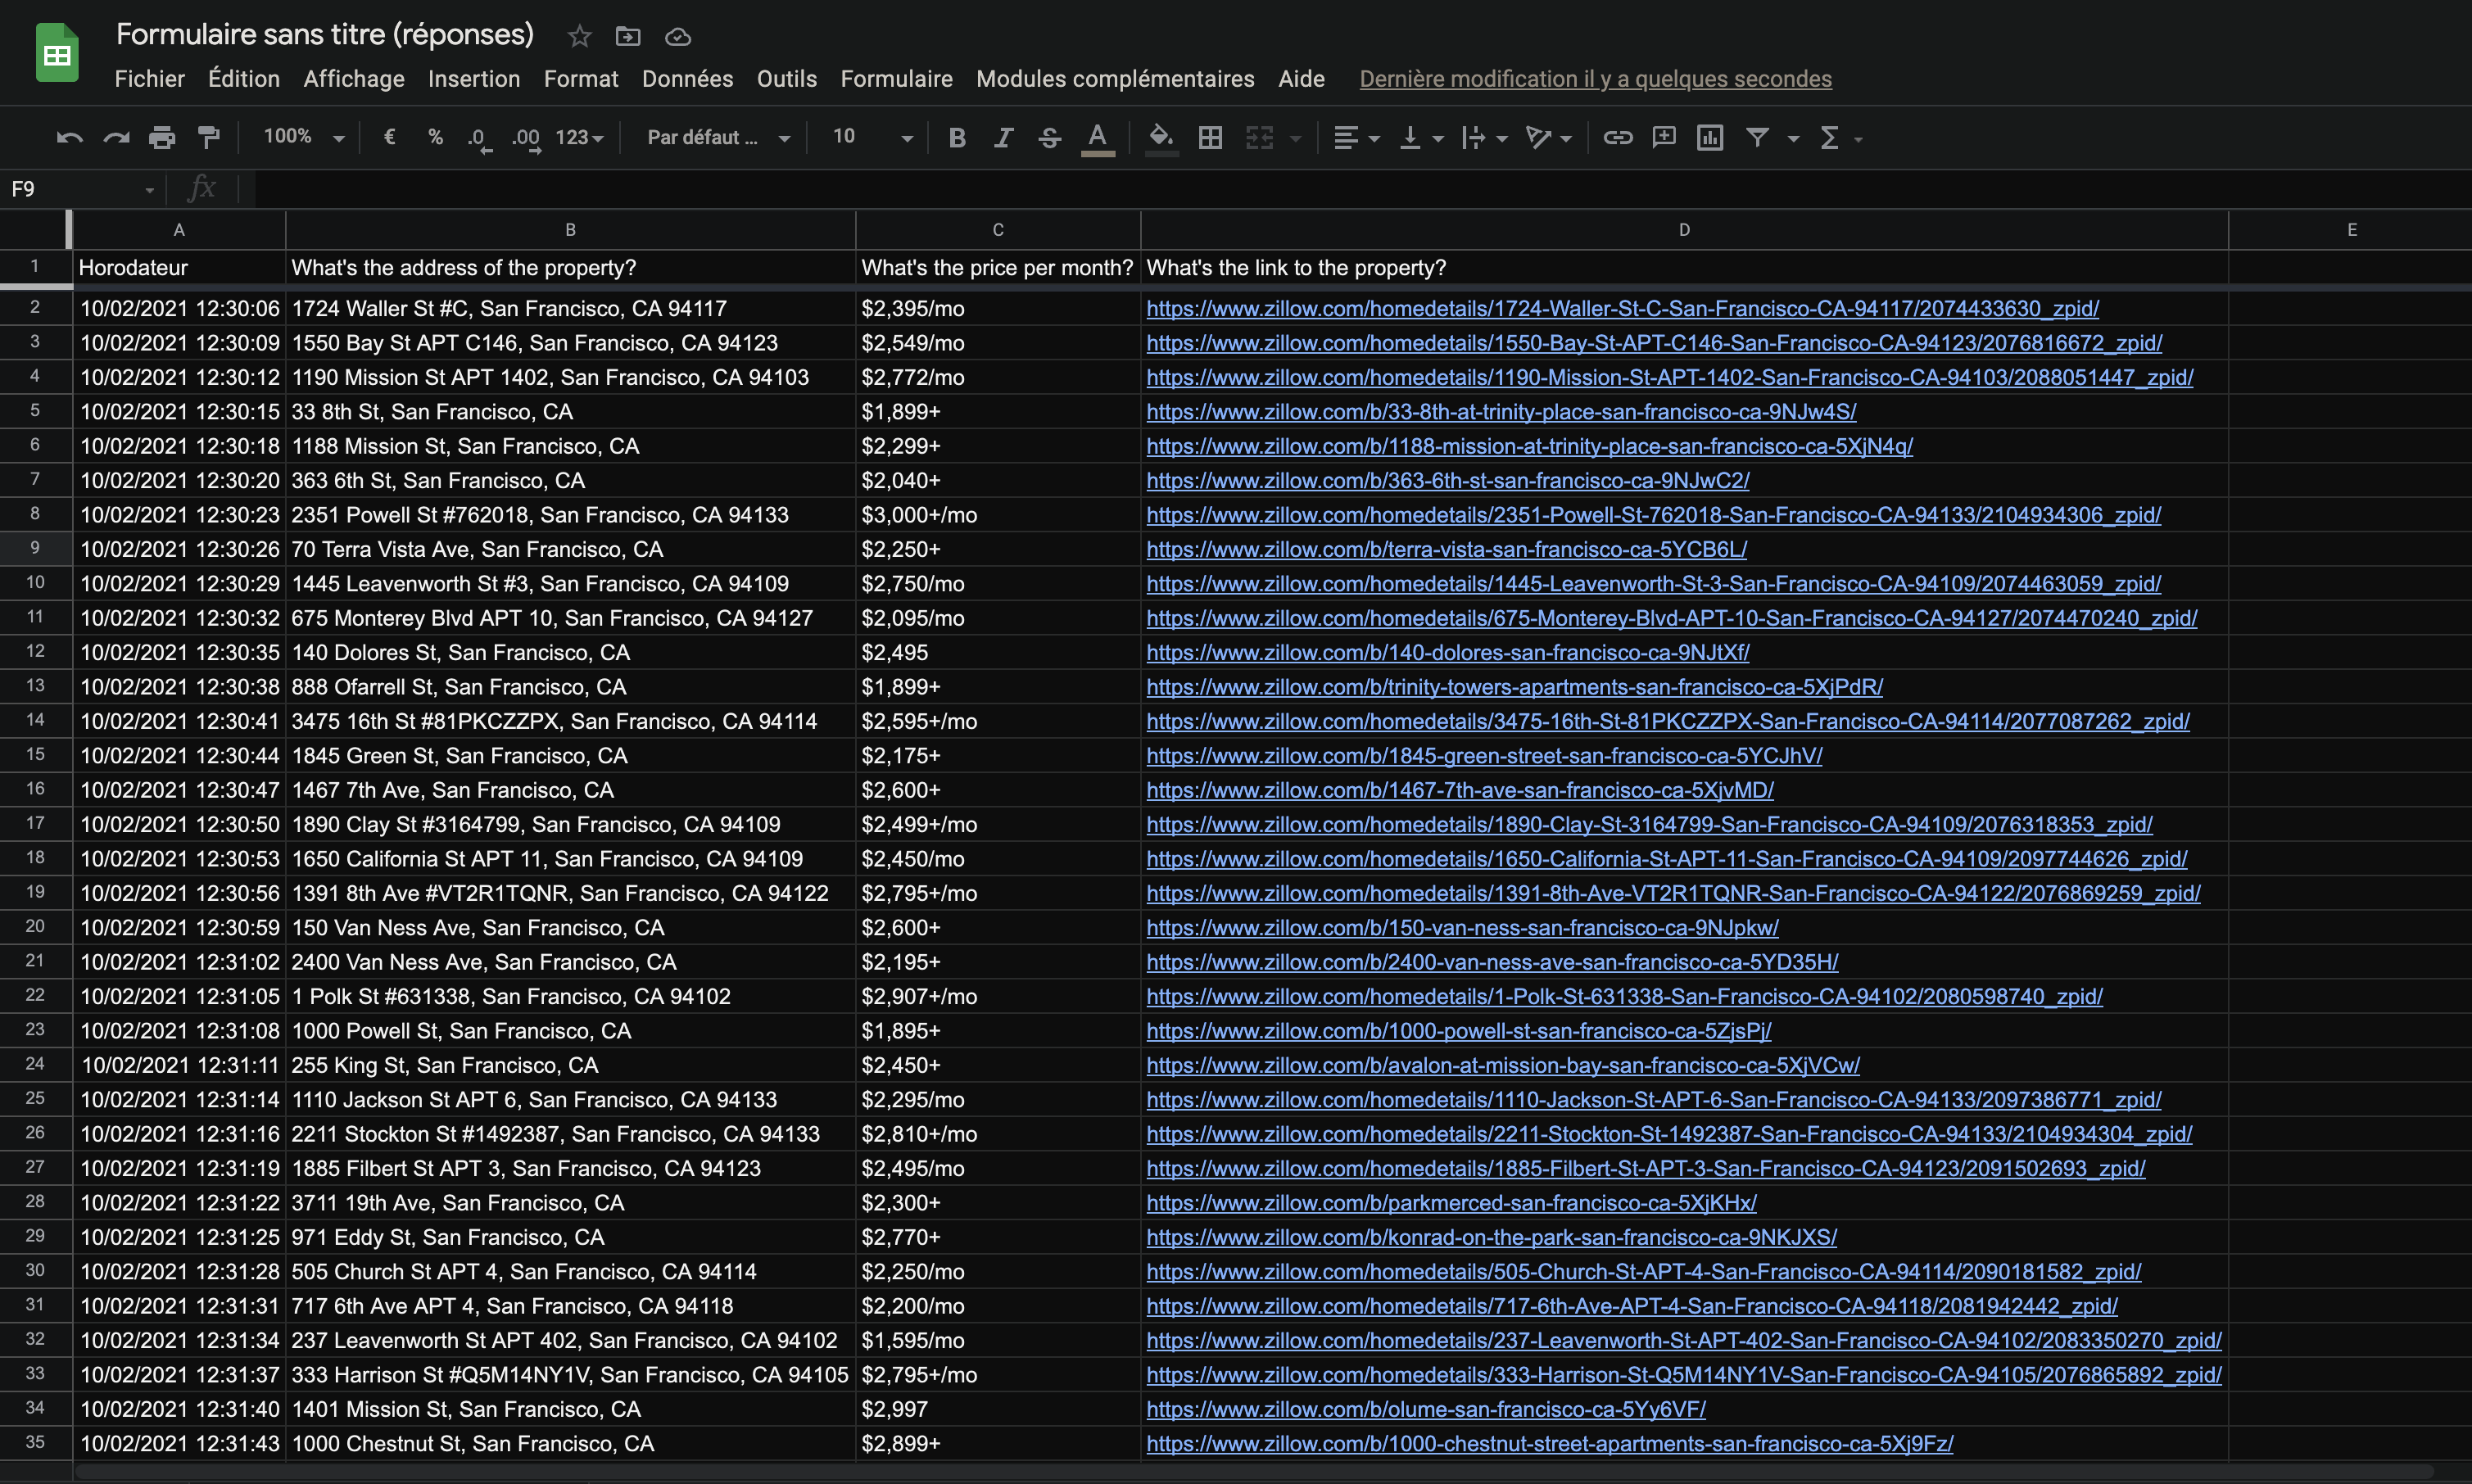 Formulaire sans titre (réponses)
Fichier Édition Affichage Insertion Format Données Outils Formulaire Modules complémentaires Aide Dernière modification il y a quelques secondes
100% € % .0 .00 123 Par défaut ... 10 B I S A Σ
F9 fx
A B C D E
1 Horodateur What's the address of the property? What's the price per month? What's the link to the property?
2 10/02/2021 12:30:06 1724 Waller St #C, San Francisco, CA 94117 $2,395/mo https://www.zillow.com/homedetails/1724-Waller-St-C-San-Francisco-CA-94117/2074433630_zpid/
3 10/02/2021 12:30:09 1550 Bay St APT C146, San Francisco, CA 94123 $2,549/mo https://www.zillow.com/homedetails/1550-Bay-St-APT-C146-San-Francisco-CA-94123/2076816672_zpid/
4 10/02/2021 12:30:12 1190 Mission St APT 1402, San Francisco, CA 94103 $2,772/mo https://www.zillow.com/homedetails/1190-Mission-St-APT-1402-San-Francisco-CA-94103/2088051447_zpid/
5 10/02/2021 12:30:15 33 8th St, San Francisco, CA $1,899+ https://www.zillow.com/b/33-8th-at-trinity-place-san-francisco-ca-9NJw4S/
6 10/02/2021 12:30:18 1188 Mission St, San Francisco, CA $2,299+ https://www.zillow.com/b/1188-mission-at-trinity-place-san-francisco-ca-5XjN4q/
7 10/02/2021 12:30:20 363 6th St, San Francisco, CA $2,040+ https://www.zillow.com/b/363-6th-st-san-francisco-ca-9NJwC2/
8 10/02/2021 12:30:23 2351 Powell St #762018, San Francisco, CA 94133 $3,000+/mo https://www.zillow.com/homedetails/2351-Powell-St-762018-San-Francisco-CA-94133/2104934306_zpid/
9 10/02/2021 12:30:26 70 Terra Vista Ave, San Francisco, CA $2,250+ https://www.zillow.com/b/terra-vista-san-francisco-ca-5YCB6L/
10 10/02/2021 12:30:29 1445 Leavenworth St #3, San Francisco, CA 94109 $2,750/mo https://www.zillow.com/homedetails/1445-Leavenworth-St-3-San-Francisco-CA-94109/2074463059_zpid/
11 10/02/2021 12:30:32 675 Monterey Blvd APT 10, San Francisco, CA 94127 $2,095/mo https://www.zillow.com/homedetails/675-Monterey-Blvd-APT-10-San-Francisco-CA-94127/2074470240_zpid/
12 10/02/2021 12:30:35 140 Dolores St, San Francisco, CA $2,495 https://www.zillow.com/b/140-dolores-san-francisco-ca-9NJtXf/
13 10/02/2021 12:30:38 888 Ofarrell St, San Francisco, CA $1,899+ https://www.zillow.com/b/trinity-towers-apartments-san-francisco-ca-5XjPdR/
14 10/02/2021 12:30:41 3475 16th St #81PKCZZPX, San Francisco, CA 94114 $2,595+/mo https://www.zillow.com/homedetails/3475-16th-St-81PKCZZPX-San-Francisco-CA-94114/2077087262_zpid/
15 10/02/2021 12:30:44 1845 Green St, San Francisco, CA $2,175+ https://www.zillow.com/b/1845-green-street-san-francisco-ca-5YCJhV/
16 10/02/2021 12:30:47 1467 7th Ave, San Francisco, CA $2,600+ https://www.zillow.com/b/1467-7th-ave-san-francisco-ca-5XjvMD/
17 10/02/2021 12:30:50 1890 Clay St #3164799, San Francisco, CA 94109 $2,499+/mo https://www.zillow.com/homedetails/1890-Clay-St-3164799-San-Francisco-CA-94109/2076318353_zpid/
18 10/02/2021 12:30:53 1650 California St APT 11, San Francisco, CA 94109 $2,450/mo https://www.zillow.com/homedetails/1650-California-St-APT-11-San-Francisco-CA-94109/2097744626_zpid/
19 10/02/2021 12:30:56 1391 8th Ave #VT2R1TQNR, San Francisco, CA 94122 $2,795+/mo https://www.zillow.com/homedetails/1391-8th-Ave-VT2R1TQNR-San-Francisco-CA-94122/2076869259_zpid/
20 10/02/2021 12:30:59 150 Van Ness Ave, San Francisco, CA $2,600+ https://www.zillow.com/b/150-van-ness-san-francisco-ca-9NJpkw/
21 10/02/2021 12:31:02 2400 Van Ness Ave, San Francisco, CA $2,195+ https://www.zillow.com/b/2400-van-ness-ave-san-francisco-ca-5YD35H/
22 10/02/2021 12:31:05 1 Polk St #631338, San Francisco, CA 94102 $2,907+/mo https://www.zillow.com/homedetails/1-Polk-St-631338-San-Francisco-CA-94102/2080598740_zpid/
23 10/02/2021 12:31:08 1000 Powell St, San Francisco, CA $1,895+ https://www.zillow.com/b/1000-powell-st-san-francisco-ca-5ZjsPj/
24 10/02/2021 12:31:11 255 King St, San Francisco, CA $2,450+ https://www.zillow.com/b/avalon-at-mission-bay-san-francisco-ca-5XjVCw/
25 10/02/2021 12:31:14 1110 Jackson St APT 6, San Francisco, CA 94133 $2,295/mo https://www.zillow.com/homedetails/1110-Jackson-St-APT-6-San-Francisco-CA-94133/2097386771_zpid/
26 10/02/2021 12:31:16 2211 Stockton St #1492387, San Francisco, CA 94133 $2,810+/mo https://www.zillow.com/homedetails/2211-Stockton-St-1492387-San-Francisco-CA-94133/2104934304_zpid/
27 10/02/2021 12:31:19 1885 Filbert St APT 3, San Francisco, CA 94123 $2,495/mo https://www.zillow.com/homedetails/1885-Filbert-St-APT-3-San-Francisco-CA-94123/2091502693_zpid/
28 10/02/2021 12:31:22 3711 19th Ave, San Francisco, CA $2,300+ https://www.zillow.com/b/parkmerced-san-francisco-ca-5XjKHx/
29 10/02/2021 12:31:25 971 Eddy St, San Francisco, CA $2,770+ https://www.zillow.com/b/konrad-on-the-park-san-francisco-ca-9NKJXS/
30 10/02/2021 12:31:28 505 Church St APT 4, San Francisco, CA 94114 $2,250/mo https://www.zillow.com/homedetails/505-Church-St-APT-4-San-Francisco-CA-94114/2090181582_zpid/
31 10/02/2021 12:31:31 717 6th Ave APT 4, San Francisco, CA 94118 $2,200/mo https://www.zillow.com/homedetails/717-6th-Ave-APT-4-San-Francisco-CA-94118/2081942442_zpid/
32 10/02/2021 12:31:34 237 Leavenworth St APT 402, San Francisco, CA 94102 $1,595/mo https://www.zillow.com/homedetails/237-Leavenworth-St-APT-402-San-Francisco-CA-94102/2083350270_zpid/
33 10/02/2021 12:31:37 333 Harrison St #Q5M14NY1V, San Francisco, CA 94105 $2,795+/mo https://www.zillow.com/homedetails/333-Harrison-St-Q5M14NY1V-San-Francisco-CA-94105/2076865892_zpid/
34 10/02/2021 12:31:40 1401 Mission St, San Francisco, CA $2,997 https://www.zillow.com/b/olume-san-francisco-ca-5Yy6VF/
35 10/02/2021 12:31:43 1000 Chestnut St, San Francisco, CA $2,899+ https://www.zillow.com/b/1000-chestnut-street-apartments-san-francisco-ca-5Xj9Fz/